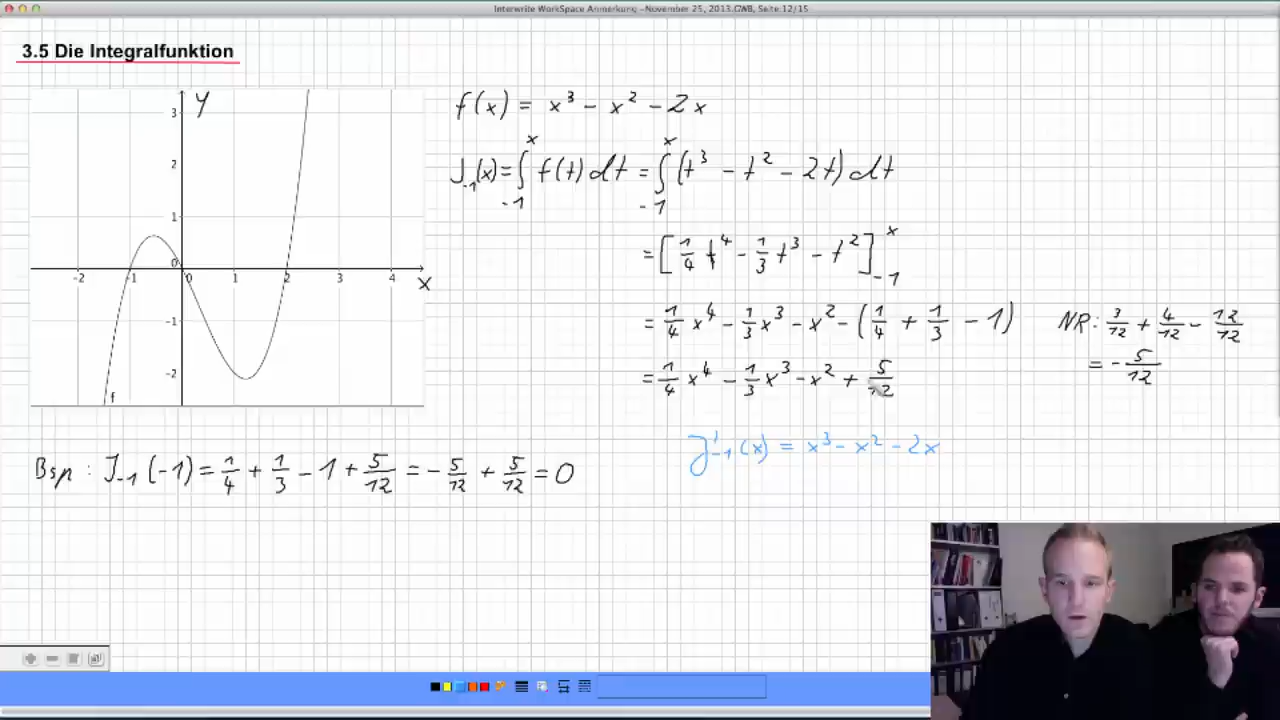 Interwrite WorkSpace Anmerkung -November 25, 2013.GWB, Seite:12/15
3.5 Die Integralfunktion
y
3
2
1
0
-2 -1 0 1 2 3 4 x
-1
-2
f
f(x) = x³ - x² - 2x
J₋₁(x) = ∫₋₁ˣ f(t) dt = ∫₋₁ˣ (t³ - t² - 2t) dt
= [1/4 t⁴ - 1/3 t³ - t²]₋₁ˣ
= 1/4 x⁴ - 1/3 x³ - x² - (1/4 + 1/3 - 1)
NR: 3/12 + 4/12 - 12/12
= - 5/12
= 1/4 x⁴ - 1/3 x³ - x² + 5/12
J'₋₁(x) = x³ - x² - 2x
Bsp: J₋₁(-1) = 1/4 + 1/3 - 1 + 5/12 = - 5/12 + 5/12 = 0